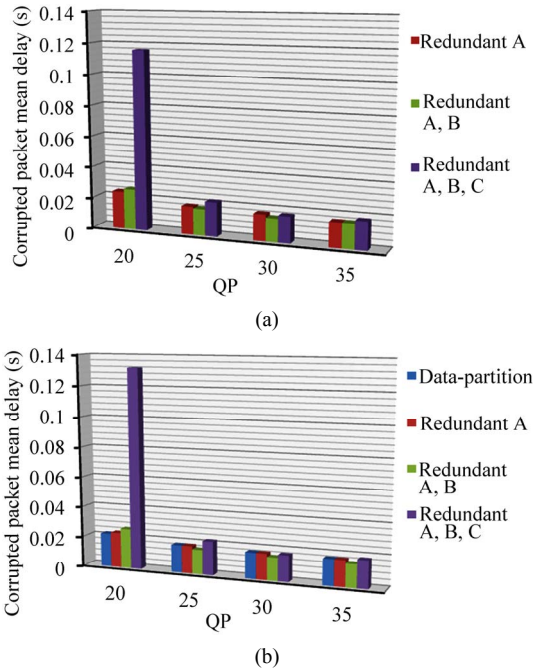 Corrupted packet mean delay (s)
0.14
0.12
0.1
0.08
0.06
0.04
0.02
0
20
25
30
35
QP
Redundant A
Redundant
A, B
Redundant
A, B, C
(a)
Corrupted packet mean delay (s)
0.14
0.12
0.1
0.08
0.06
0.04
0.02
0
20
25
30
35
QP
Data-partition
Redundant A
Redundant
A, B
Redundant
A, B, C
(b)